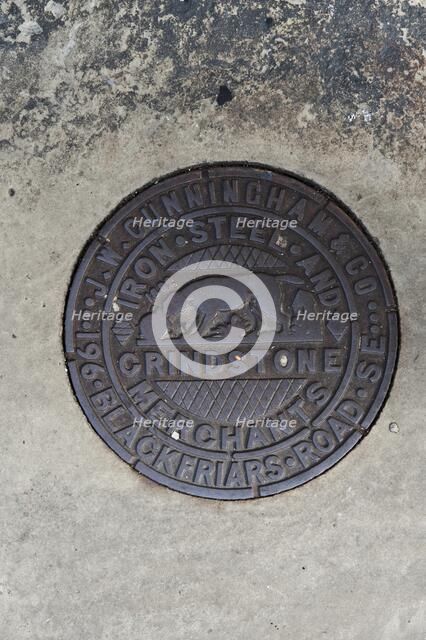 J.W. CUNNINGHAM & CO.
196 · BLACKFRIARS · ROAD. S.E.
IRON · STEEL · AND
GRINDSTONE
MERCHANTS
Heritage Heritage
Heritage Heritage
Heritage Heritage
©